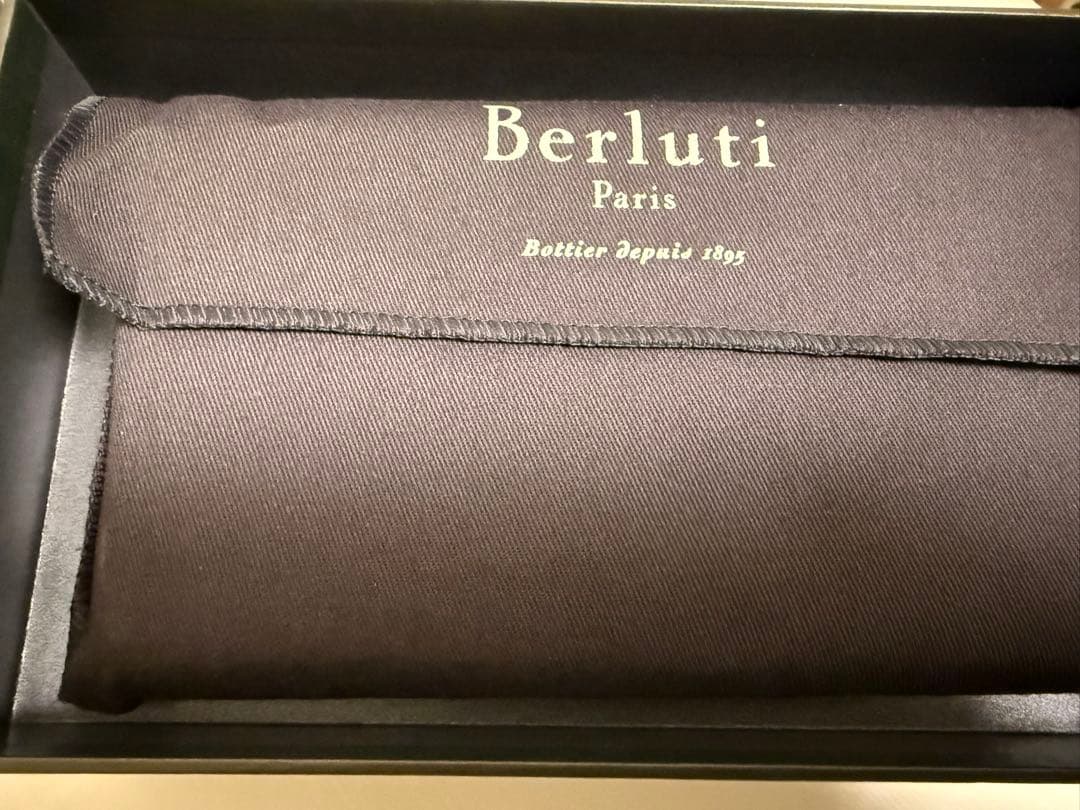 Berluti
Paris
Bottier depuis 1895